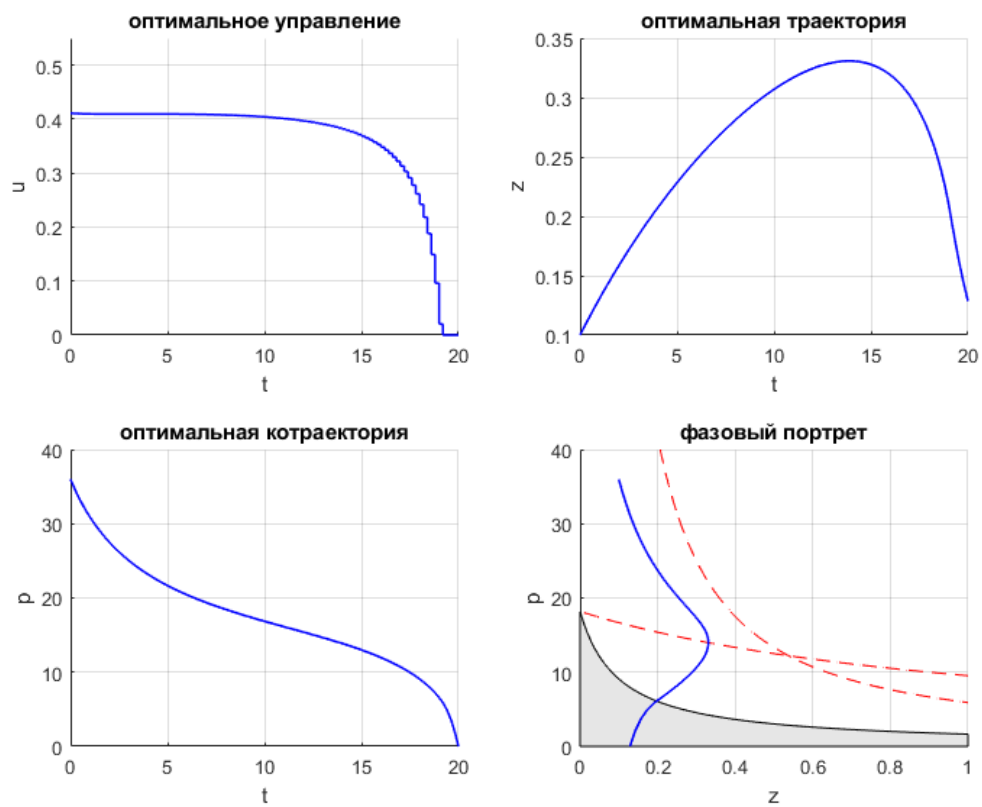 оптимальное управление
0.5
0.4
0.3
0.2
0.1
0
u
0 5 10 15 20
t
оптимальная траектория
0.35
0.3
0.25
0.2
0.15
0.1
z
0 5 10 15 20
t
оптимальная котраектория
40
30
20
10
0
p
0 5 10 15 20
t
фазовый портрет
40
30
20
10
0
p
0 0.2 0.4 0.6 0.8 1
z